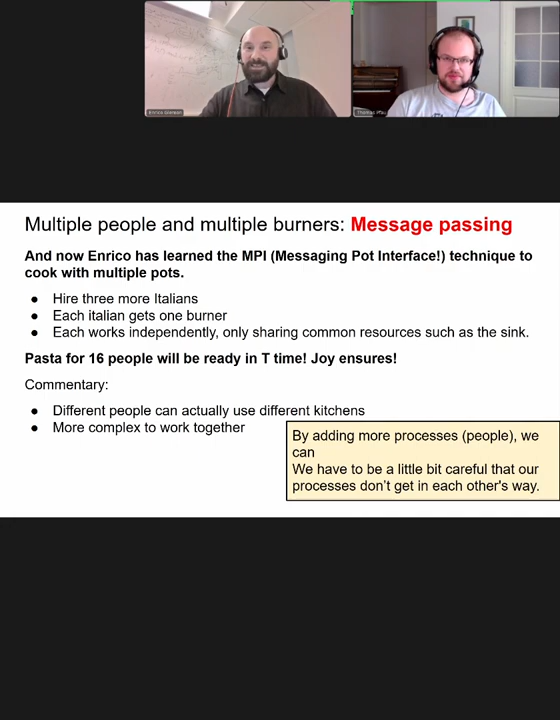 Enrico Glerean
Thomas Pfau
Multiple people and multiple burners: Message passing
And now Enrico has learned the MPI (Messaging Pot Interface!) technique to
cook with multiple pots.
● Hire three more Italians
● Each italian gets one burner
● Each works independently, only sharing common resources such as the sink.
Pasta for 16 people will be ready in T time! Joy ensures!
Commentary:
● Different people can actually use different kitchens
● More complex to work together
By adding more processes (people), we
can
We have to be a little bit careful that our
processes don't get in each other's way.